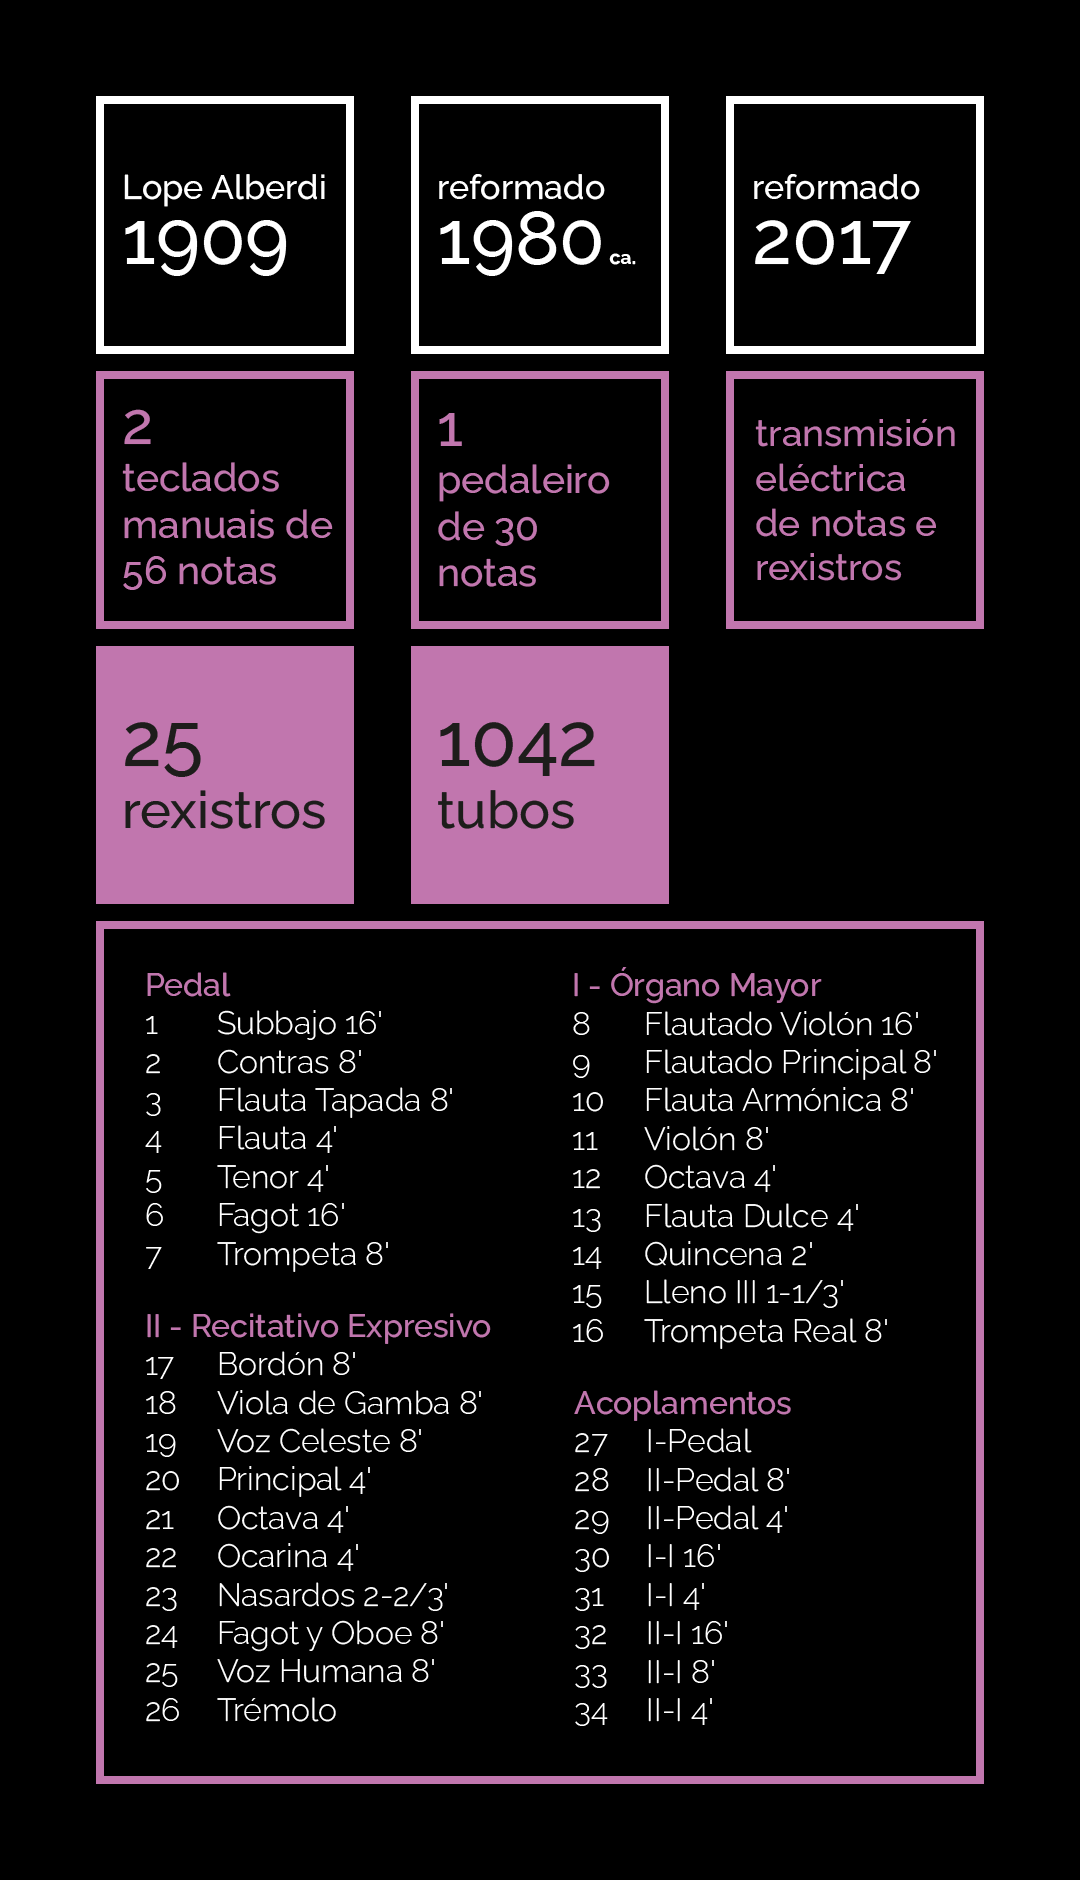 Lope Alberdi
1909
reformado
1980 ca.
reformado
2017
2
teclados
manuais de
56 notas
1
pedaleiro
de 30
notas
transmisión
eléctrica
de notas e
rexistros
25
rexistros
1042
tubos
Pedal
1 Subbajo 16'
2 Contras 8'
3 Flauta Tapada 8'
4 Flauta 4'
5 Tenor 4'
6 Fagot 16'
7 Trompeta 8'
I - Órgano Mayor
8 Flautado Violón 16'
9 Flautado Principal 8'
10 Flauta Armónica 8'
11 Violón 8'
12 Octava 4'
13 Flauta Dulce 4'
14 Quincena 2'
15 Lleno III 1-1/3'
16 Trompeta Real 8'
II - Recitativo Expresivo
17 Bordón 8'
18 Viola de Gamba 8'
19 Voz Celeste 8'
20 Principal 4'
21 Octava 4'
22 Ocarina 4'
23 Nasardos 2-2/3'
24 Fagot y Oboe 8'
25 Voz Humana 8'
26 Trémolo
Acoplamentos
27 I-Pedal
28 II-Pedal 8'
29 II-Pedal 4'
30 I-I 16'
31 I-I 4'
32 II-I 16'
33 II-I 8'
34 II-I 4'